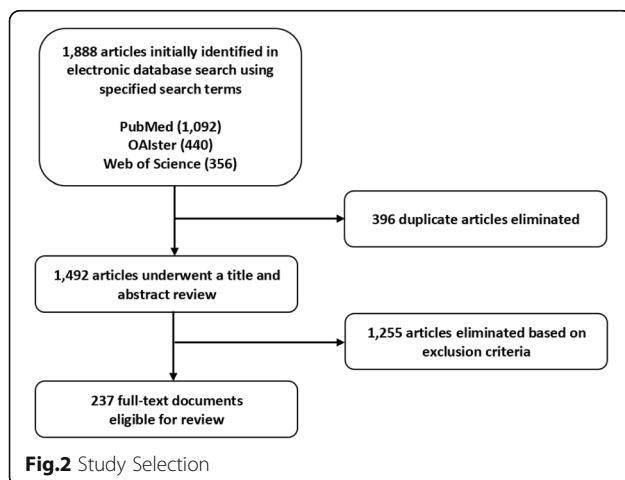 1,888 articles initially identified in
electronic database search using
specified search terms
PubMed (1,092)
OAIster (440)
Web of Science (356)
396 duplicate articles eliminated
1,492 articles underwent a title and
abstract review
1,255 articles eliminated based on
exclusion criteria
237 full-text documents
eligible for review
Fig.2 Study Selection